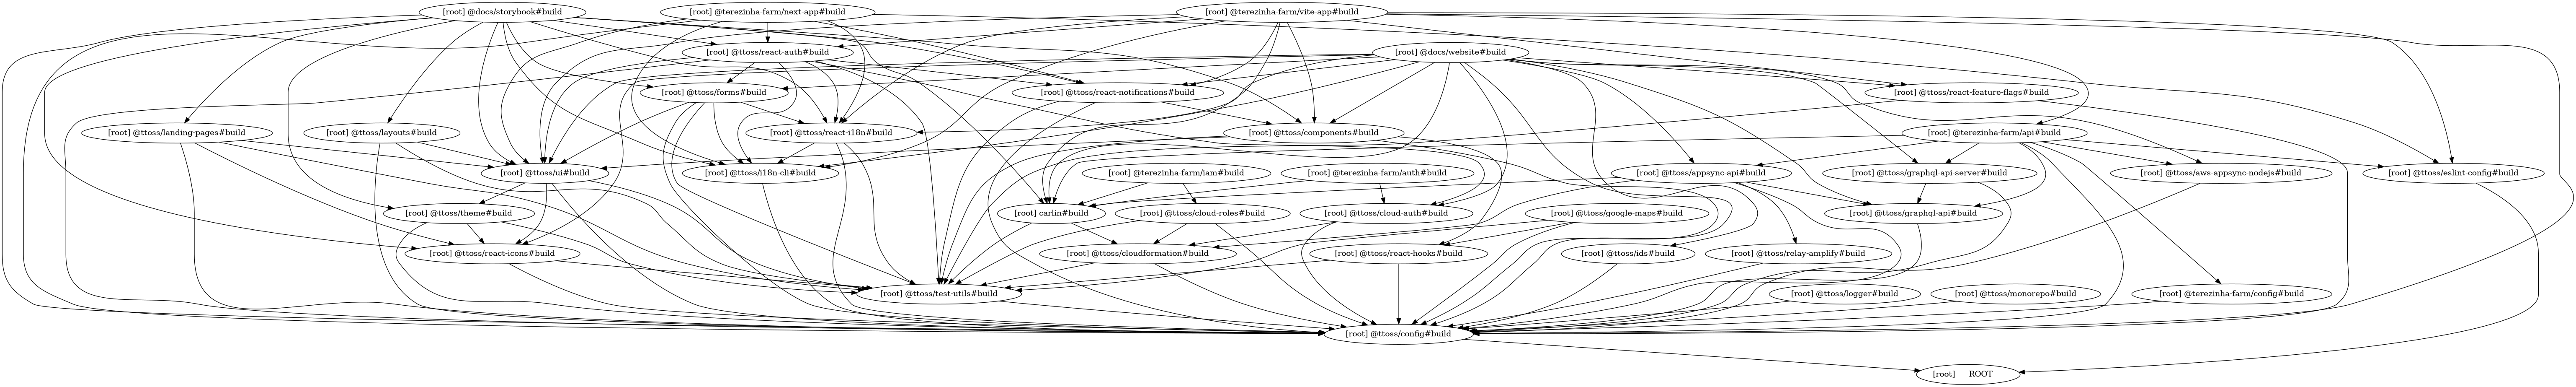 [root] @docs/storybook#build
[root] @terezinha-farm/next-app#build
[root] @terezinha-farm/vite-app#build
[root] @ttoss/react-auth#build
[root] @docs/website#build
[root] @ttoss/forms#build
[root] @ttoss/react-notifications#build
[root] @ttoss/react-feature-flags#build
[root] @ttoss/landing-pages#build
[root] @ttoss/layouts#build
[root] @ttoss/react-i18n#build
[root] @ttoss/components#build
[root] @terezinha-farm/api#build
[root] @ttoss/ui#build
[root] @ttoss/i18n-cli#build
[root] @terezinha-farm/iam#build
[root] @terezinha-farm/auth#build
[root] @ttoss/appsync-api#build
[root] @ttoss/graphql-api-server#build
[root] @ttoss/aws-appsync-nodejs#build
[root] @ttoss/eslint-config#build
[root] @ttoss/theme#build
[root] carlin#build
[root] @ttoss/cloud-roles#build
[root] @ttoss/cloud-auth#build
[root] @ttoss/google-maps#build
[root] @ttoss/graphql-api#build
[root] @ttoss/react-icons#build
[root] @ttoss/cloudformation#build
[root] @ttoss/react-hooks#build
[root] @ttoss/ids#build
[root] @ttoss/relay-amplify#build
[root] @ttoss/test-utils#build
[root] @ttoss/logger#build
[root] @ttoss/monorepo#build
[root] @terezinha-farm/config#build
[root] @ttoss/config#build
[root] ___ROOT___